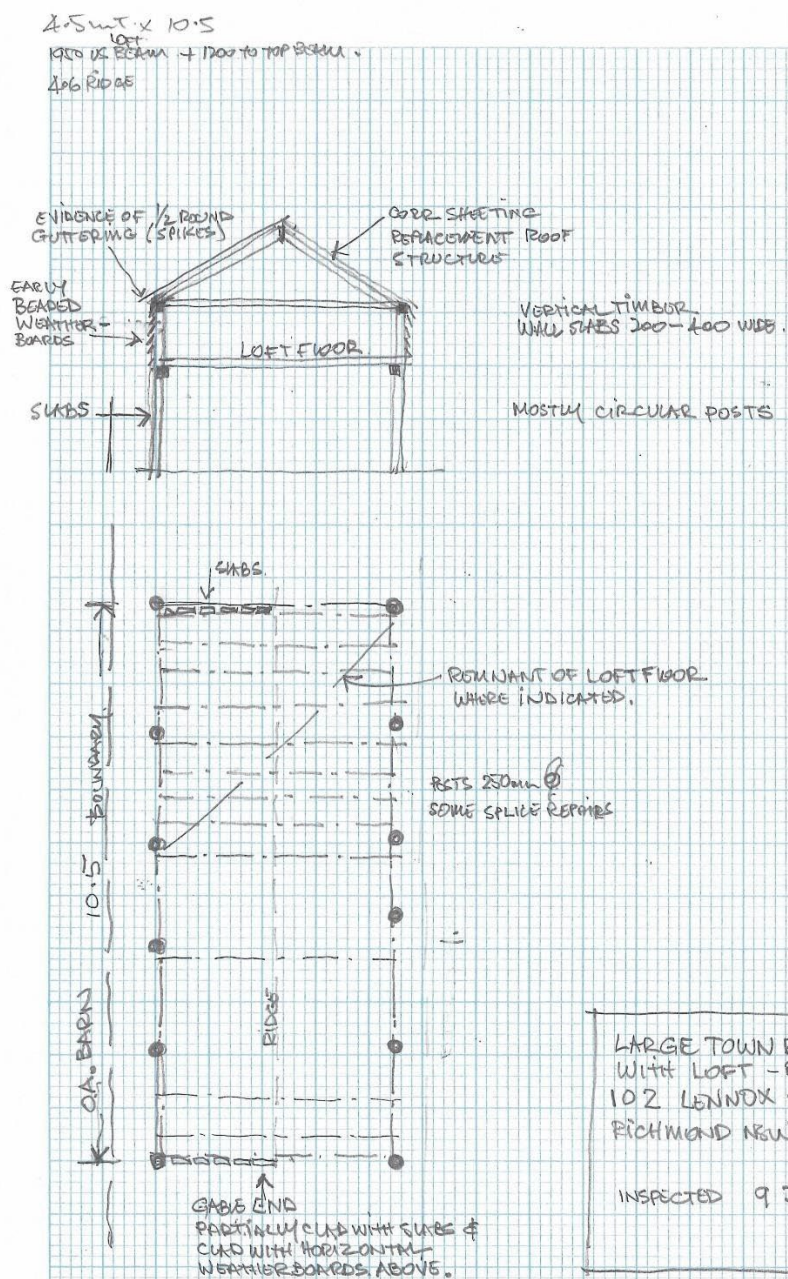 4.5 mt. x 10.5
LOFT
1950 US BEAM + 1200 TO TOP BEAM.
4.6 RIDGE
EVIDENCE OF 1/2 ROUND
GUTTERING (SPIKES)
CORR SHEETING
REPLACEMENT ROOF
STRUCTURE
EARLY
BEADED
WEATHER-
BOARDS
VERTICAL TIMBER
WALL SLABS 200-400 WIDE.
LOFT FLOOR
SLABS
MOSTLY CIRCULAR POSTS
SLABS.
REMNANT OF LOFT FLOOR
WHERE INDICATED.
POSTS 250mm
SOME SPLICE REPAIRS
O.A. BARN 10.5 BOUNDARY
RIDGE
LARGE TOWN
WITH LOFT -
102 LENNOX
RICHMOND NSW
INSPECTED 9
GABLE END
PARTIALLY CLAD WITH SLABS &
CLAD WITH HORIZONTAL
WEATHERBOARDS ABOVE.